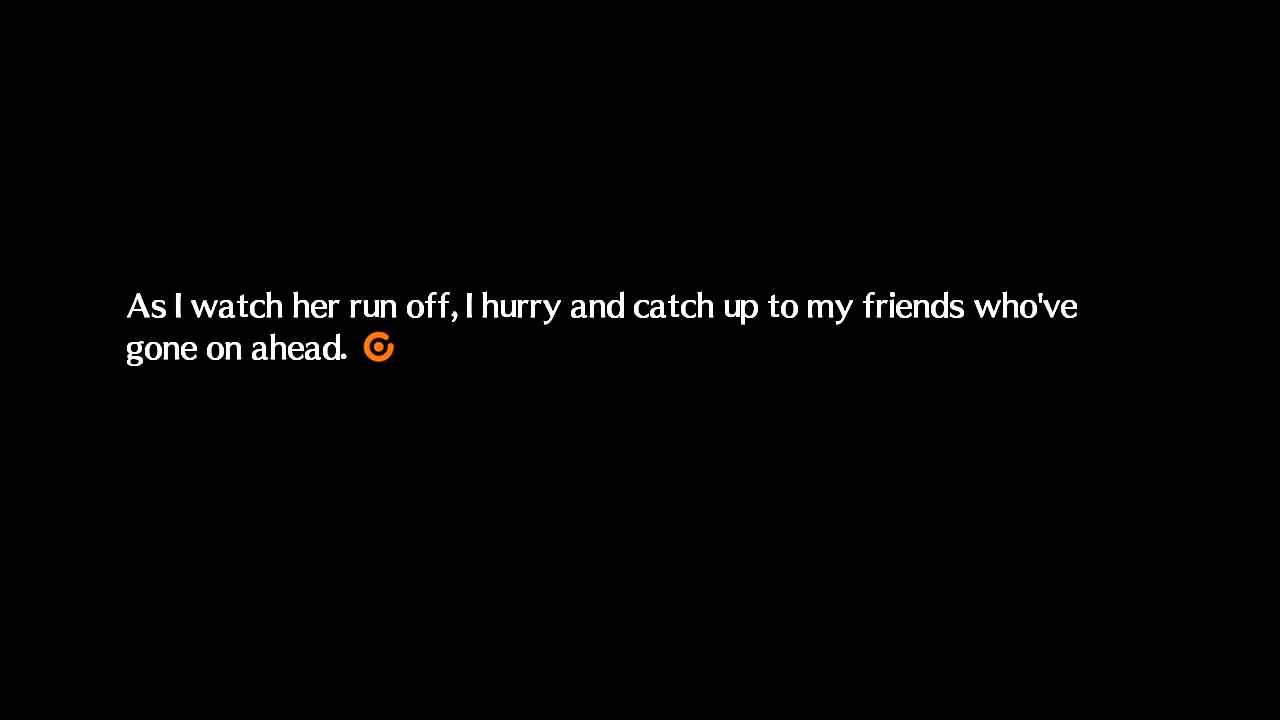 As I watch her run off, I hurry and catch up to my friends who've
gone on ahead.